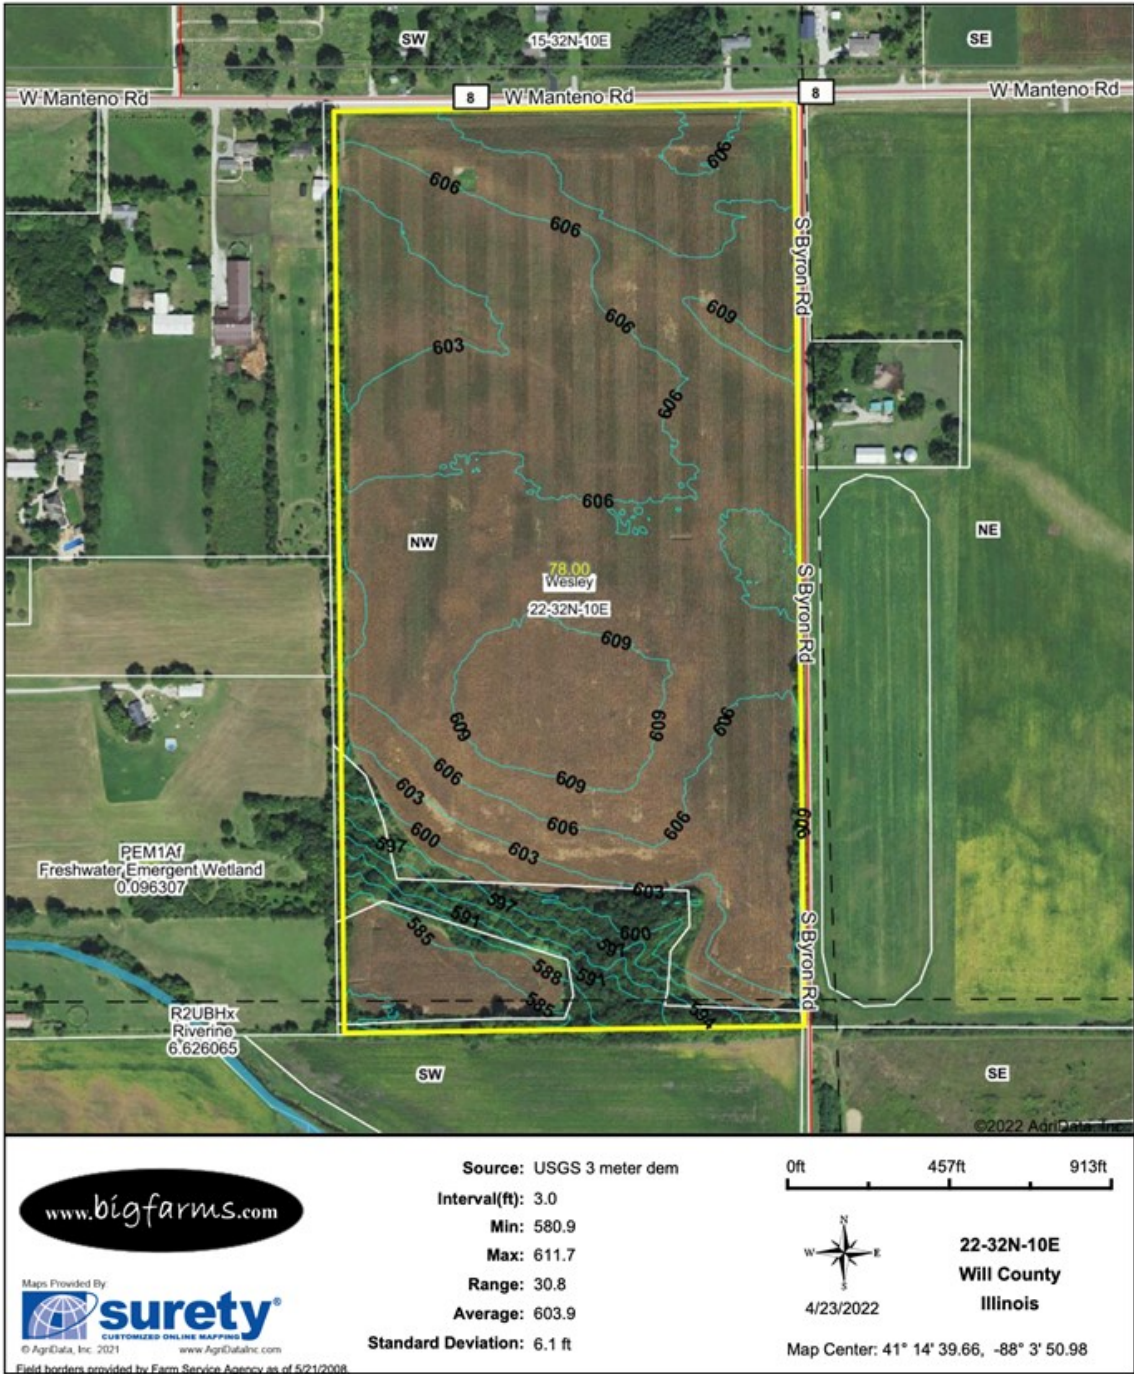 SW
15-32N-10E
SE
W Manteno Rd
8
W Manteno Rd
8
W Manteno Rd
606
606
606
S Byron Rd
609
606
603
606
606
NW
NE
78.00
Wesley
22-32N-10E
S Byron Rd
609
609
609
606
606
609
603
606
606
606
600
597
603
PEM1Af
Freshwater Emergent Wetland
0.096307
603
597
591
585
600
591
S Byron Rd
588
591
585
594
R2UBHx
Riverine
6.626065
SW
SE
©2022 AgriData, Inc.
www.bigfarms.com
Maps Provided By:
surety®
CUSTOMIZED ONLINE MAPPING
© AgriData, Inc. 2021
www.AgriDataInc.com
Field borders provided by Farm Service Agency as of 5/21/2008.
Source: USGS 3 meter dem
Interval(ft): 3.0
Min: 580.9
Max: 611.7
Range: 30.8
Average: 603.9
Standard Deviation: 6.1 ft
0ft 457ft 913ft
N
W E
S
4/23/2022
22-32N-10E
Will County
Illinois
Map Center: 41° 14' 39.66, -88° 3' 50.98